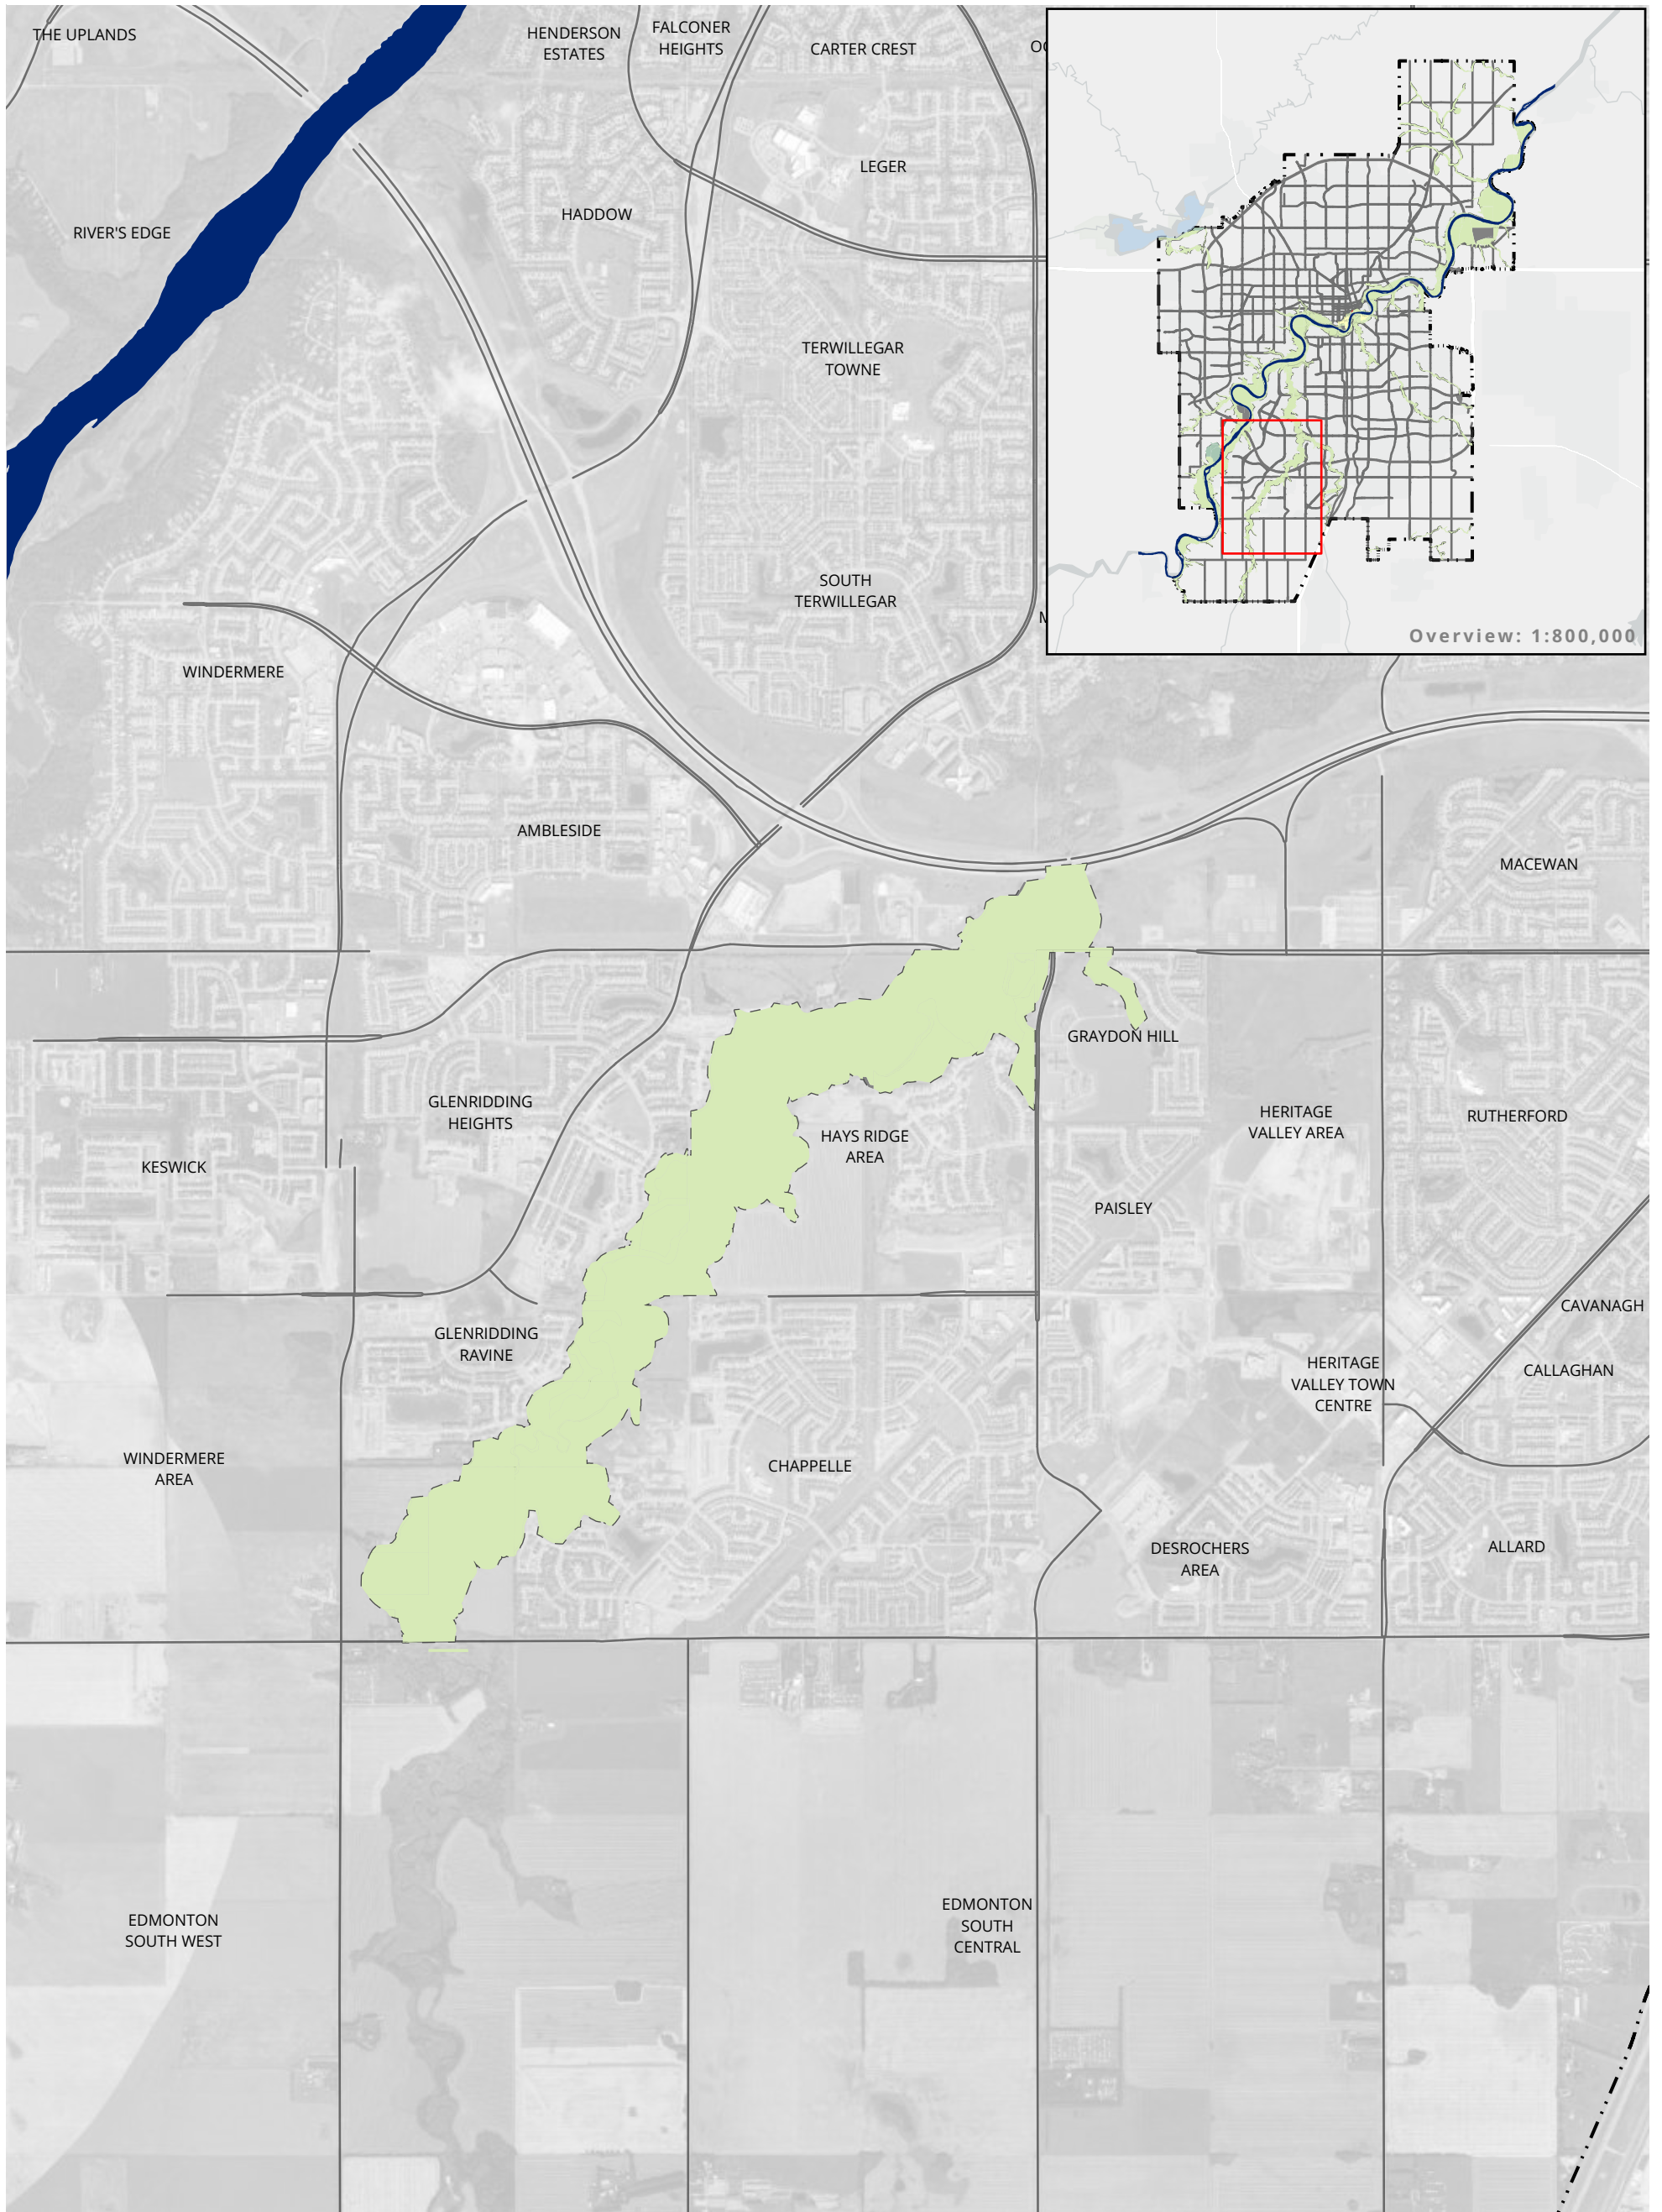 THE UPLANDS
HENDERSON
ESTATES
FALCONER
HEIGHTS
CARTER CREST
LEGER
HADDOW
RIVER'S EDGE
TERWILLEGAR
TOWNE
SOUTH
TERWILLEGAR
Overview: 1:800,000
WINDERMERE
AMBLESIDE
MACEWAN
GRAYDON HILL
GLENRIDDING
HEIGHTS
HERITAGE
VALLEY AREA
RUTHERFORD
HAYS RIDGE
AREA
KESWICK
PAISLEY
CAVANAGH
GLENRIDDING
RAVINE
HERITAGE
VALLEY TOWN
CENTRE
CALLAGHAN
WINDERMERE
AREA
CHAPPELLE
DESROCHERS
AREA
ALLARD
EDMONTON
SOUTH WEST
EDMONTON
SOUTH
CENTRAL